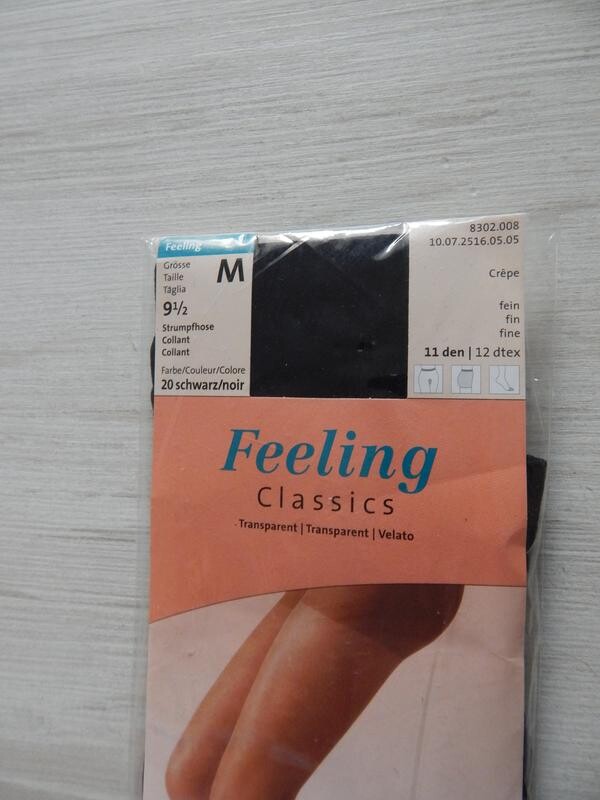 Feeling
Grösse
Taille
Taglia
M
9½
Strumpfhose
Collant
Collant
Farbe/Couleur/Colore
20 schwarz/noir
8302.008
10.07.2516.05.05
Crêpe
fein
fin
fine
11 den | 12 dtex
Feeling
Classics
Transparent | Transparent | Velato